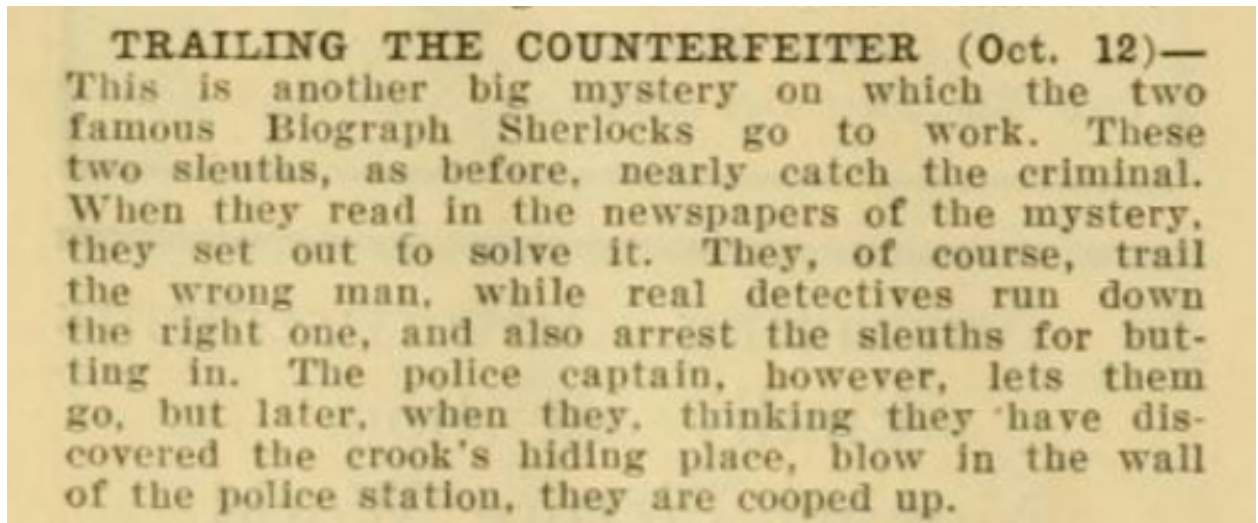 TRAILING THE COUNTERFEITER (Oct. 12)—
This is another big mystery on which the two
famous Biograph Sherlocks go to work. These
two sleuths, as before, nearly catch the criminal.
When they read in the newspapers of the mystery,
they set out to solve it. They, of course, trail
the wrong man, while real detectives run down
the right one, and also arrest the sleuths for but-
ting in. The police captain, however, lets them
go, but later, when they, thinking they have dis-
covered the crook's hiding place, blow in the wall
of the police station, they are cooped up.